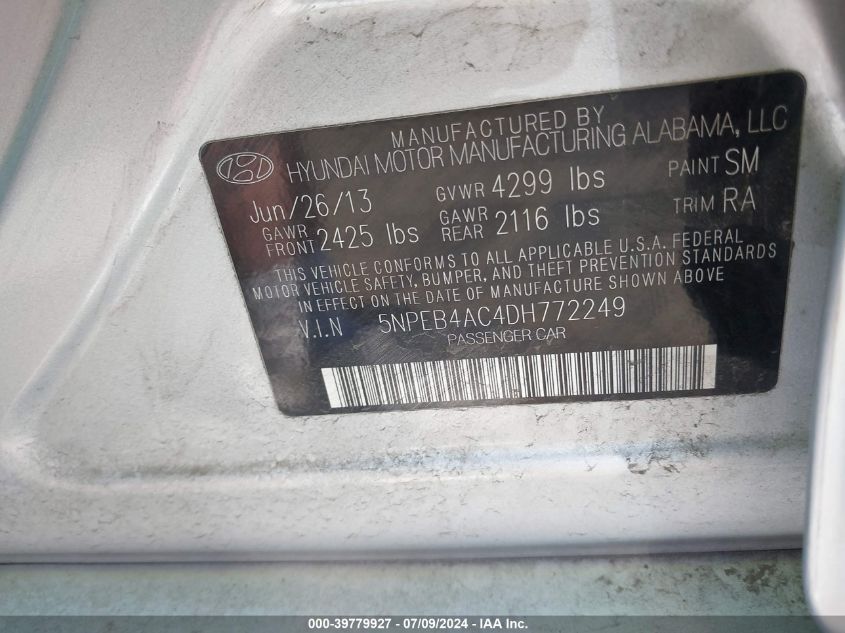 MANUFACTURED BY
HYUNDAI MOTOR MANUFACTURING ALABAMA, LLC
Jun/26/13 GVWR 4299 lbs PAINT SM
GAWR FRONT 2425 lbs GAWR REAR 2116 lbs TRIM RA
THIS VEHICLE CONFORMS TO ALL APPLICABLE U.S.A. FEDERAL
MOTOR VEHICLE SAFETY, BUMPER, AND THEFT PREVENTION STANDARDS
IN EFFECT ON THE DATE OF MANUFACTURE SHOWN ABOVE
V.I.N 5NPEB4AC4DH772249
PASSENGER CAR
000-39779927 - 07/09/2024 - IAA Inc.